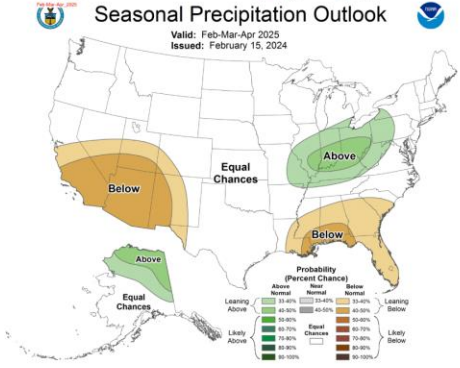 Feb-Mar-Apr_2025
Seasonal Precipitation Outlook
Valid: Feb-Mar-Apr 2025
Issued: February 15, 2024
Equal
Chances
Above
Below
Below
Above
Equal
Chances
Probability
(Percent Chance)
Above
Normal
Near
Normal
Below
Normal
Leaning
Above
33-40%
40-50%
Likely
Above
50-60%
60-70%
70-80%
80-90%
90-100%
33-40%
40-50%
Equal
Chances
33-40%
40-50%
Leaning
Below
50-60%
60-70%
70-80%
80-90%
90-100%
Likely
Below